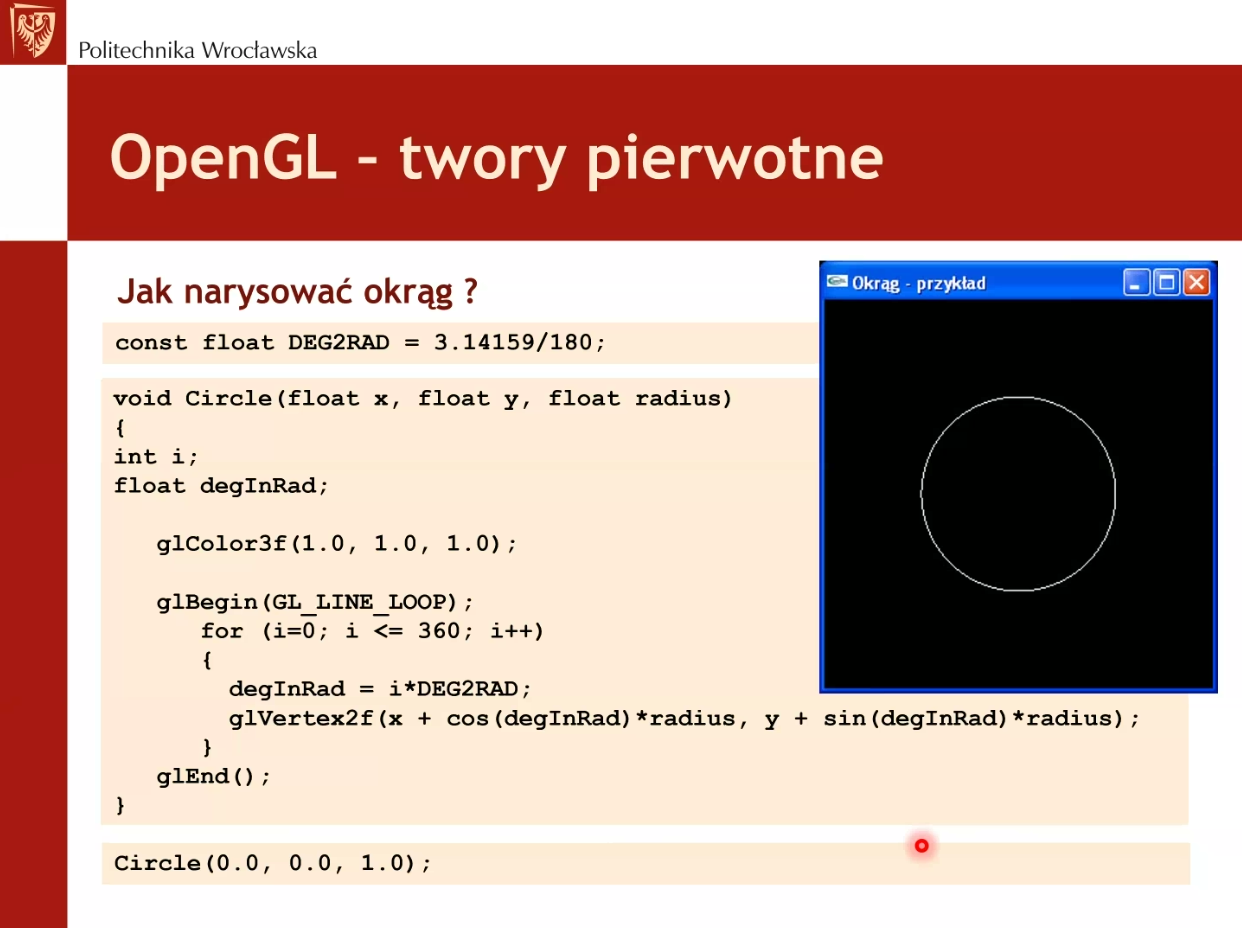 Politechnika Wrocławska
OpenGL – twory pierwotne
Jak narysować okrąg ?
Okrąg - przykład
const float DEG2RAD = 3.14159/180;
void Circle(float x, float y, float radius)
{
int i;
float degInRad;
glColor3f(1.0, 1.0, 1.0);
glBegin(GL_LINE_LOOP);
for (i=0; i <= 360; i++)
{
degInRad = i*DEG2RAD;
glVertex2f(x + cos(degInRad)*radius, y + sin(degInRad)*radius);
}
glEnd();
}
Circle(0.0, 0.0, 1.0);